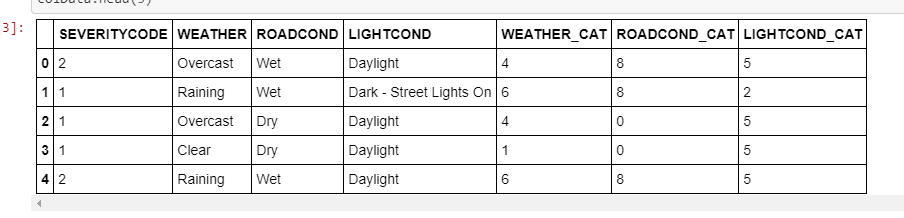 3]:
SEVERITYCODE WEATHER ROADCOND LIGHTCOND WEATHER_CAT ROADCOND_CAT LIGHTCOND_CAT
0 2 Overcast Wet Daylight 4 8 5
1 1 Raining Wet Dark - Street Lights On 6 8 2
2 1 Overcast Dry Daylight 4 0 5
3 1 Clear Dry Daylight 1 0 5
4 2 Raining Wet Daylight 6 8 5